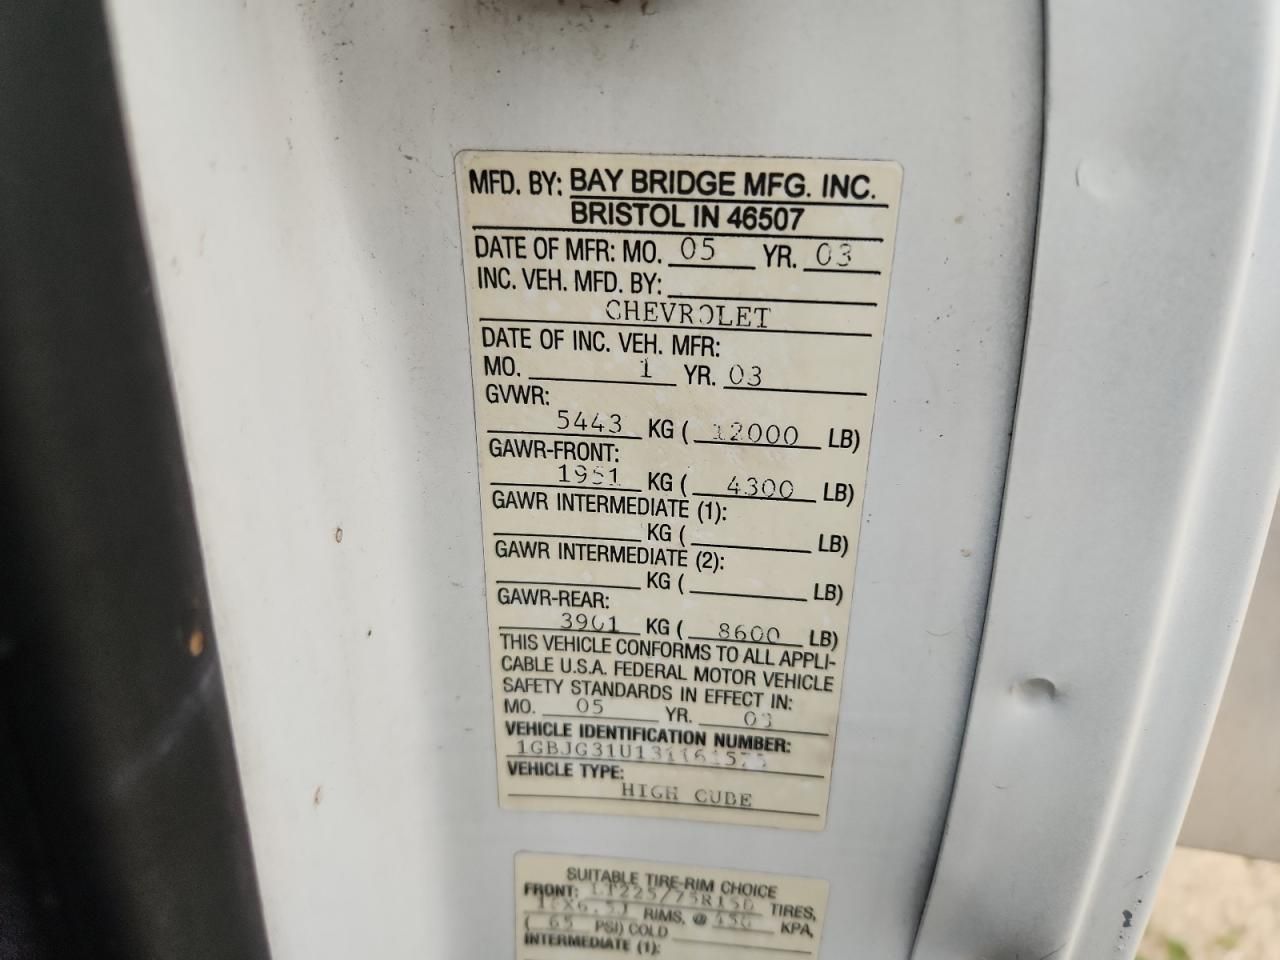 MFD. BY: BAY BRIDGE MFG. INC.
BRISTOL IN 46507
DATE OF MFR: MO. 05 YR. 03
INC. VEH. MFD. BY:
CHEVROLET
DATE OF INC. VEH. MFR:
MO. 1 YR. 03
GVWR:
5443 KG ( 12000 LB)
GAWR-FRONT:
1951 KG ( 4300 LB)
GAWR INTERMEDIATE (1):
KG ( LB)
GAWR INTERMEDIATE (2):
KG ( LB)
GAWR-REAR:
3901 KG ( 8600 LB)
THIS VEHICLE CONFORMS TO ALL APPLI-
CABLE U.S.A. FEDERAL MOTOR VEHICLE
SAFETY STANDARDS IN EFFECT IN:
MO. 05 YR. 03
VEHICLE IDENTIFICATION NUMBER:
VEHICLE TYPE:
HIGH CUBE
SUITABLE TIRE-RIM CHOICE
FRONT: LT225/75R16D TIRES,
RIMS, @ 450 KPA,
( 65 PSI) COLD
INTERMEDIATE (1):